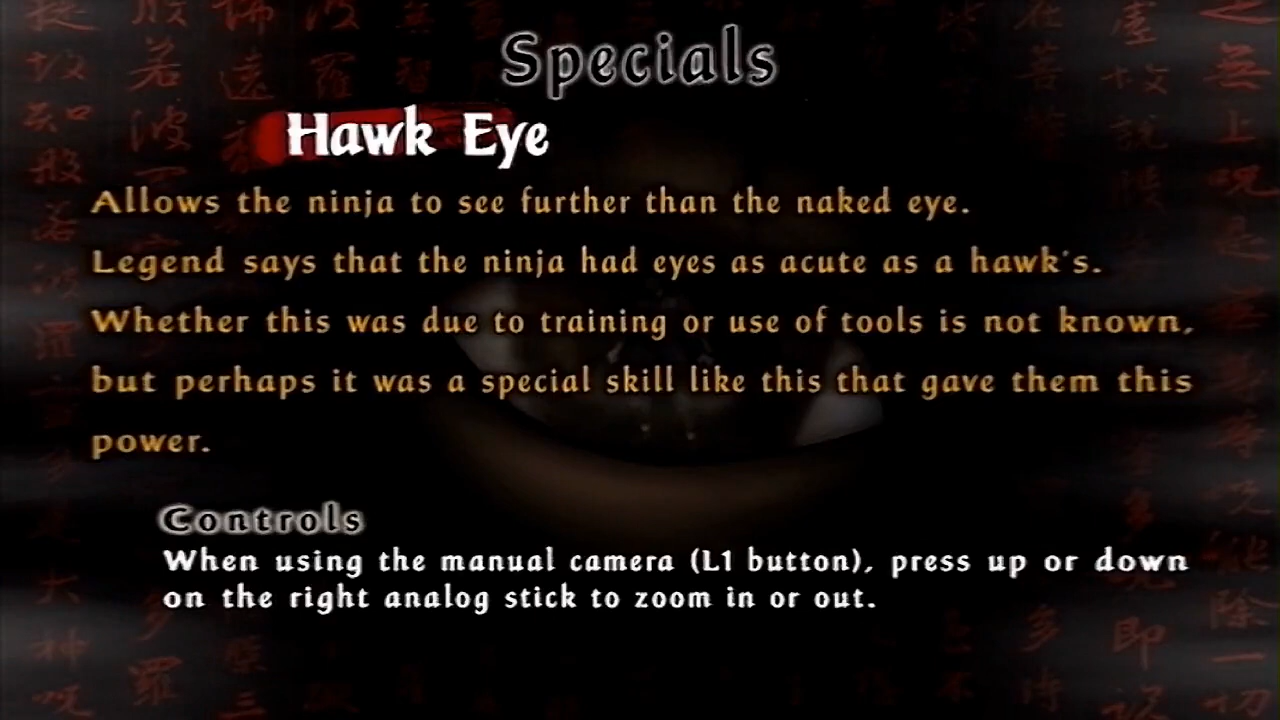 Specials
Hawk Eye
Allows the ninja to see further than the naked eye.
Legend says that the ninja had eyes as acute as a hawk's.
Whether this was due to training or use of tools is not known,
but perhaps it was a special skill like this that gave them this
power.
Controls
When using the manual camera (L1 button), press up or down
on the right analog stick to zoom in or out.